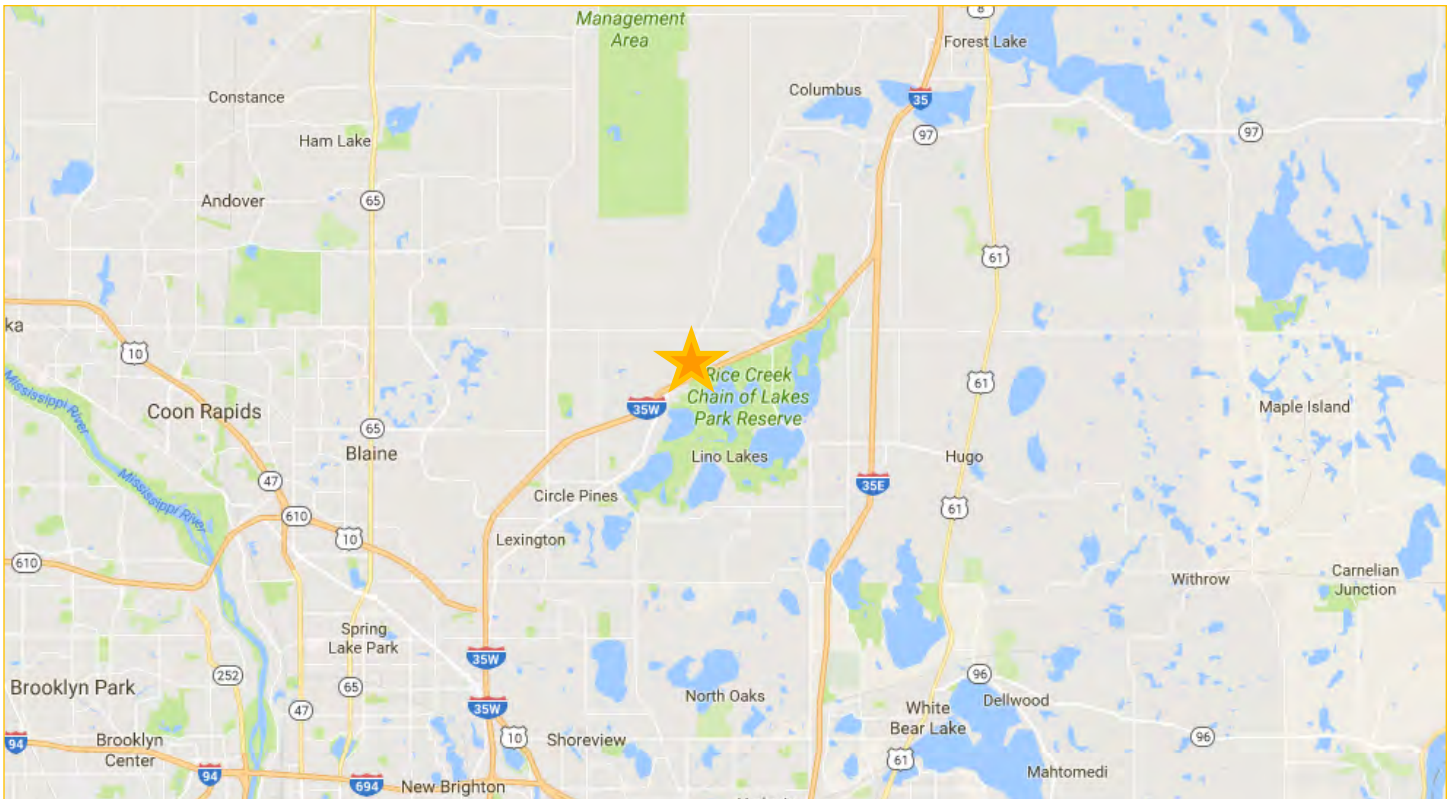 Management
Area
8
Forest Lake
Constance
Columbus
35
97
97
Ham Lake
Andover
65
61
ka
10
Mississippi River
Rice Creek
Chain of Lakes
Park Reserve
61
35W
Coon Rapids
Maple Island
65
Blaine
Lino Lakes
Hugo
47
35E
Circle Pines
Mississippi River
61
610
10
Lexington
610
Carnelian
Junction
Withrow
Spring
Lake Park
35W
252
65
Brooklyn Park
North Oaks
96
Dellwood
47
35W
White
Bear Lake
10
Shoreview
96
94
Brooklyn
Center
61
94
694
New Brighton
Mahtomedi